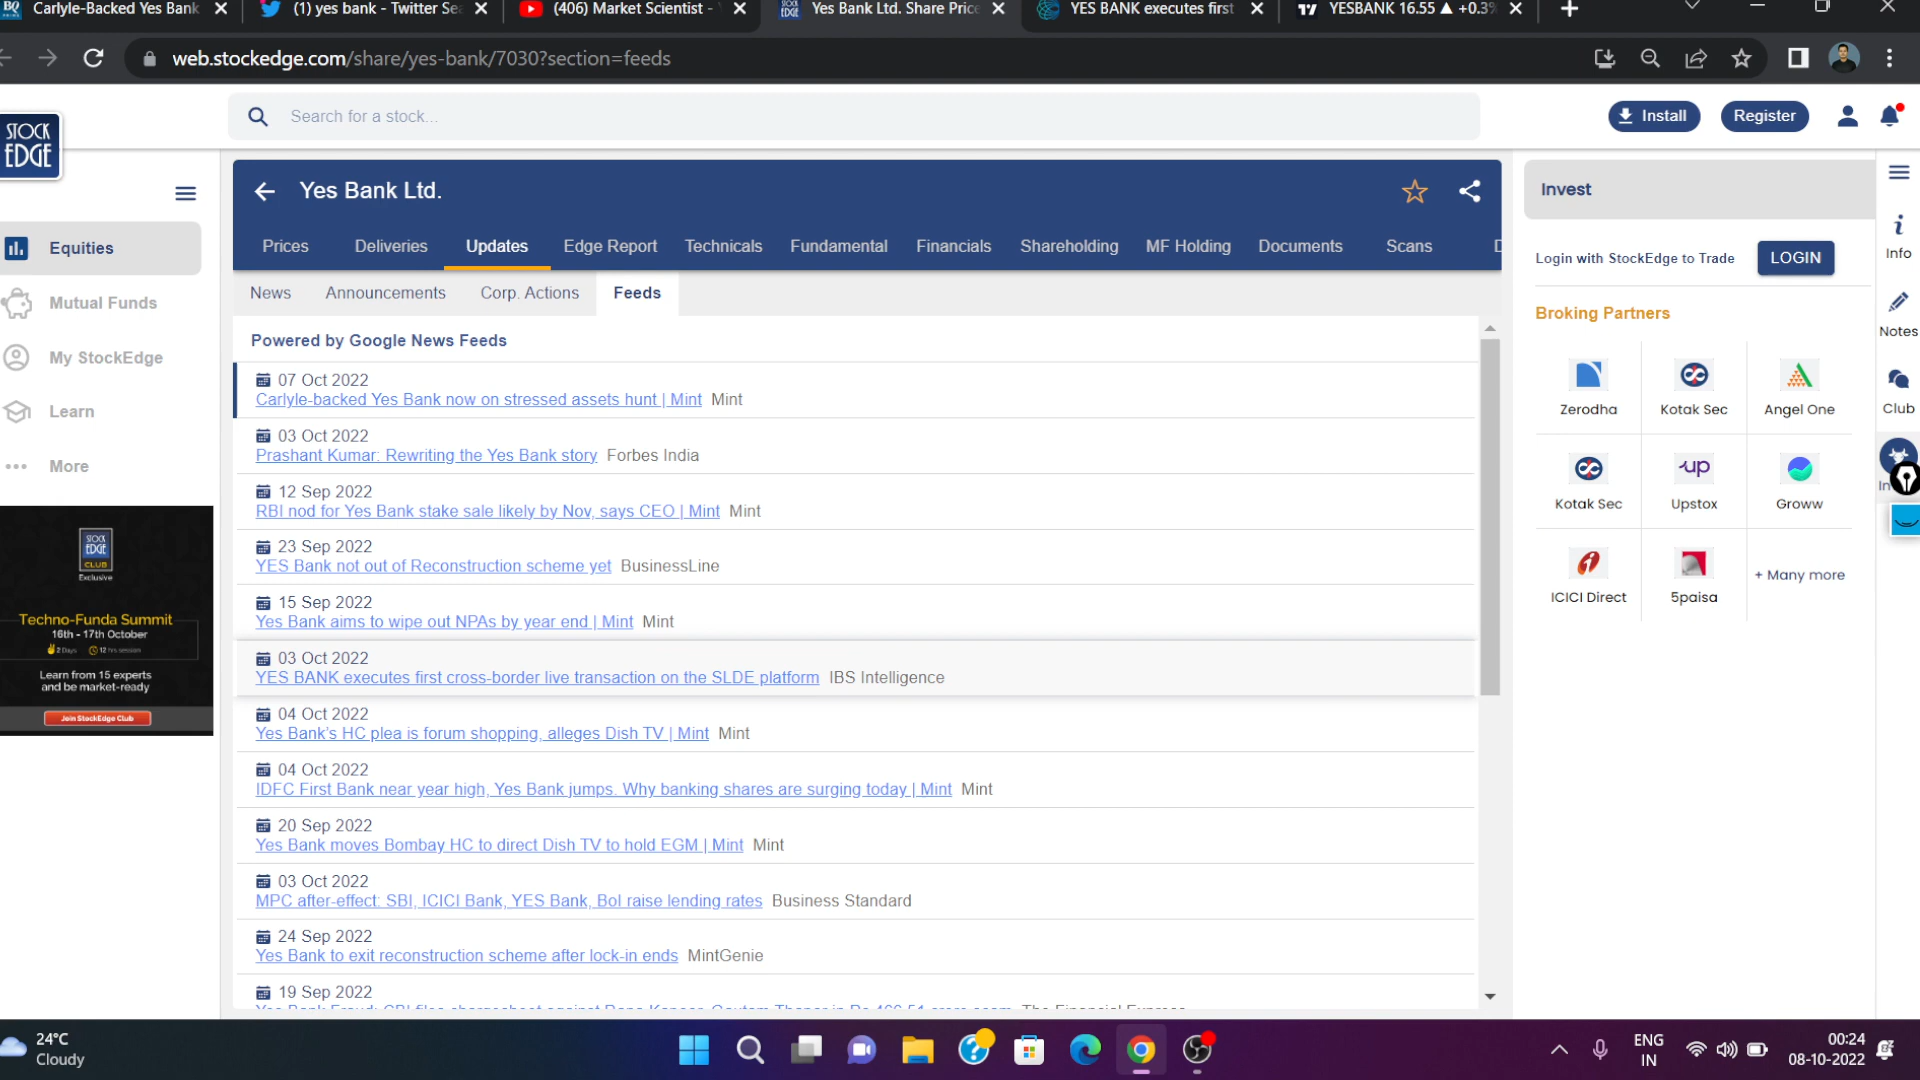 Carlyle-Backed Yes Bank
(1) yes bank - Twitter Se
(406) Market Scientist -
Yes Bank Ltd. Share Price
YES BANK executes first
YESBANK 16.55 ▲ +0.3%
web.stockedge.com/share/yes-bank/7030?section=feeds
STOCK
EDGE
Search for a stock...
Install
Register
Equities
Mutual Funds
My StockEdge
Learn
More
STOCK
EDGE
CLUB
Exclusive
Techno-Funda Summit
16th - 17th October
2 Days
12 hrs session
Learn from 15 experts
and be market-ready
Join StockEdge Club
Yes Bank Ltd.
Prices
Deliveries
Updates
Edge Report
Technicals
Fundamental
Financials
Shareholding
MF Holding
Documents
Scans
News
Announcements
Corp. Actions
Feeds
Powered by Google News Feeds
07 Oct 2022
Carlyle-backed Yes Bank now on stressed assets hunt | Mint Mint
03 Oct 2022
Prashant Kumar: Rewriting the Yes Bank story Forbes India
12 Sep 2022
RBI nod for Yes Bank stake sale likely by Nov, says CEO | Mint Mint
23 Sep 2022
YES Bank not out of Reconstruction scheme yet BusinessLine
15 Sep 2022
Yes Bank aims to wipe out NPAs by year end | Mint Mint
03 Oct 2022
YES BANK executes first cross-border live transaction on the SLDE platform IBS Intelligence
04 Oct 2022
Yes Bank's HC plea is forum shopping, alleges Dish TV | Mint Mint
04 Oct 2022
IDFC First Bank near year high, Yes Bank jumps. Why banking shares are surging today | Mint Mint
20 Sep 2022
Yes Bank moves Bombay HC to direct Dish TV to hold EGM | Mint Mint
03 Oct 2022
MPC after-effect: SBI, ICICI Bank, YES Bank, BoI raise lending rates Business Standard
24 Sep 2022
Yes Bank to exit reconstruction scheme after lock-in ends MintGenie
19 Sep 2022
Invest
Login with StockEdge to Trade
LOGIN
Broking Partners
Zerodha
Kotak Sec
Angel One
Kotak Sec
Upstox
Groww
ICICI Direct
5paisa
+ Many more
Info
Notes
Club
24°C
Cloudy
ENG
IN
00:24
08-10-2022